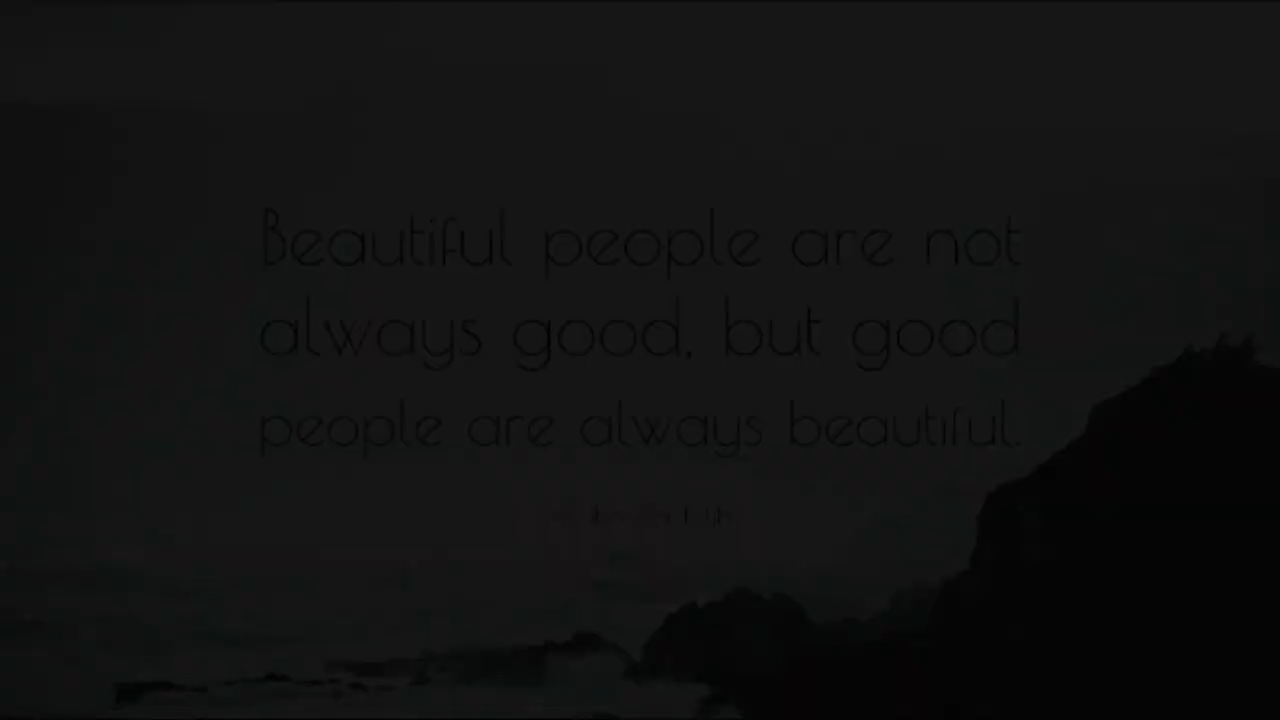 Beautiful people are not
always good, but good
people are always beautiful.